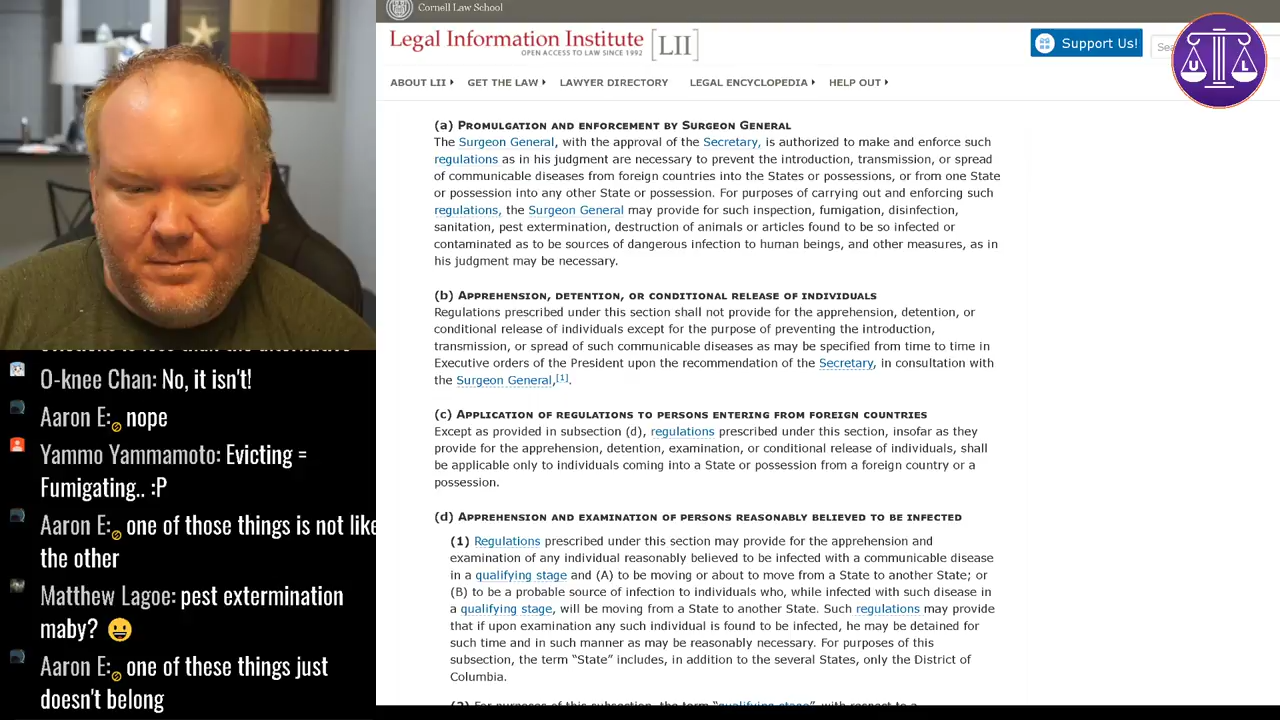 Cornell Law School
Legal Information Institute [LII]
OPEN ACCESS TO LAW SINCE 1992
Support Us!
Sea
U L
ABOUT LII
GET THE LAW
LAWYER DIRECTORY
LEGAL ENCYCLOPEDIA
HELP OUT
(a) Promulgation and enforcement by Surgeon General
The Surgeon General, with the approval of the Secretary, is authorized to make and enforce such
regulations as in his judgment are necessary to prevent the introduction, transmission, or spread
of communicable diseases from foreign countries into the States or possessions, or from one State
or possession into any other State or possession. For purposes of carrying out and enforcing such
regulations, the Surgeon General may provide for such inspection, fumigation, disinfection,
sanitation, pest extermination, destruction of animals or articles found to be so infected or
contaminated as to be sources of dangerous infection to human beings, and other measures, as in
his judgment may be necessary.
(b) Apprehension, detention, or conditional release of individuals
Regulations prescribed under this section shall not provide for the apprehension, detention, or
conditional release of individuals except for the purpose of preventing the introduction,
transmission, or spread of such communicable diseases as may be specified from time to time in
Executive orders of the President upon the recommendation of the Secretary, in consultation with
the Surgeon General,[1].
(c) Application of regulations to persons entering from foreign countries
Except as provided in subsection (d), regulations prescribed under this section, insofar as they
provide for the apprehension, detention, examination, or conditional release of individuals, shall
be applicable only to individuals coming into a State or possession from a foreign country or a
possession.
(d) Apprehension and examination of persons reasonably believed to be infected
(1) Regulations prescribed under this section may provide for the apprehension and
examination of any individual reasonably believed to be infected with a communicable disease
in a qualifying stage and (A) to be moving or about to move from a State to another State; or
(B) to be a probable source of infection to individuals who, while infected with such disease in
a qualifying stage, will be moving from a State to another State. Such regulations may provide
that if upon examination any such individual is found to be infected, he may be detained for
such time and in such manner as may be reasonably necessary. For purposes of this
subsection, the term “State” includes, in addition to the several States, only the District of
Columbia.
(2) For purposes of this subsection, the term “qualifying stage”, with respect to a
evictions is less than the alternative
O-knee Chan: No, it isn't!
Aaron E: nope
Yammo Yammamoto: Evicting =
Fumigating.. :P
Aaron E: one of those things is not like
the other
Matthew Lagoe: pest extermination
maby? 😀
Aaron E: one of these things just
doesn't belong